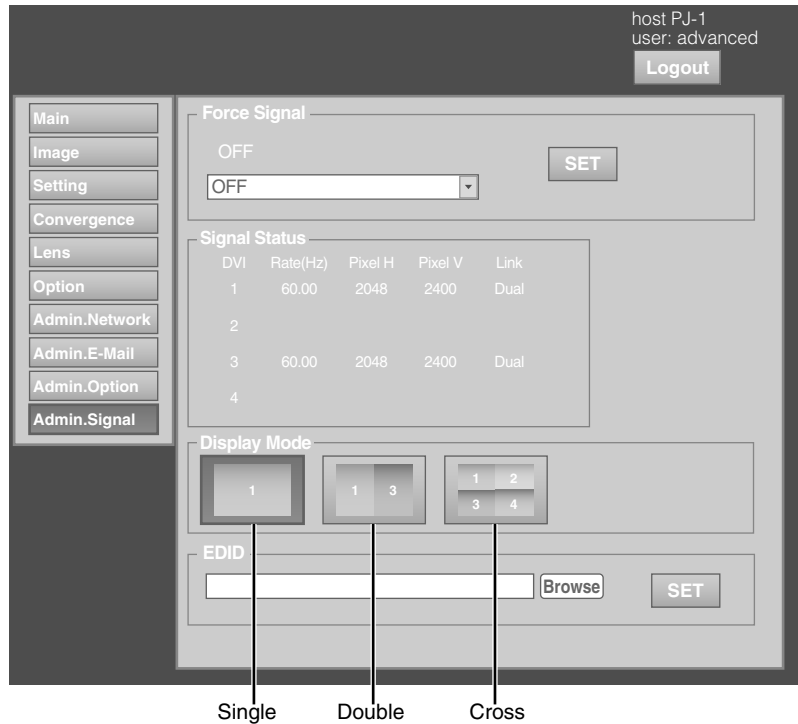 host PJ-1
user: advanced
Logout
Main
Image
Setting
Convergence
Lens
Option
Admin.Network
Admin.E-Mail
Admin.Option
Admin.Signal
Force Signal
OFF
SET
OFF
Signal Status
DVI Rate(Hz) Pixel H Pixel V Link
1 60.00 2048 2400 Dual
2
3 60.00 2048 2400 Dual
4
Display Mode
1
1 3
1 2
3 4
EDID
Browse
SET
Single Double Cross